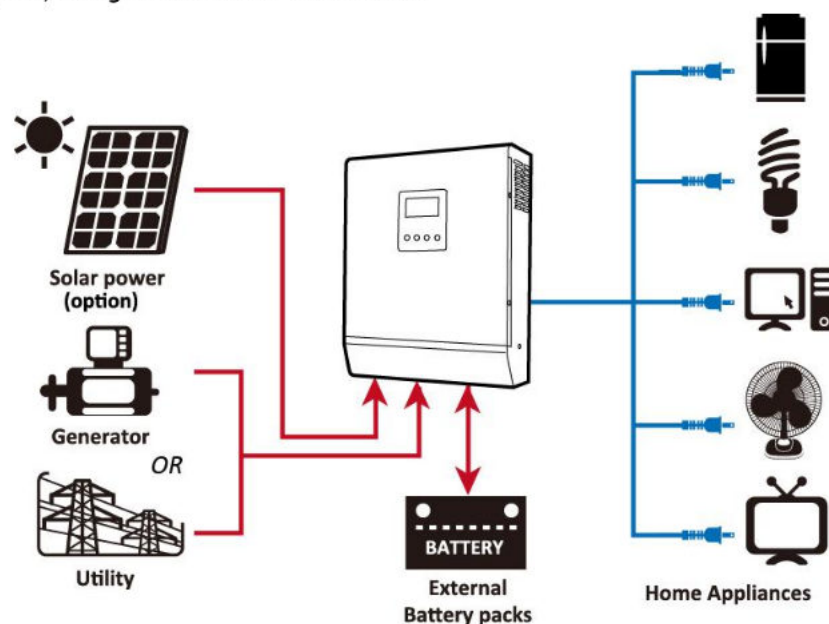 Solar power
(option)
Generator
OR
Utility
BATTERY
External
Battery packs
Home Appliances